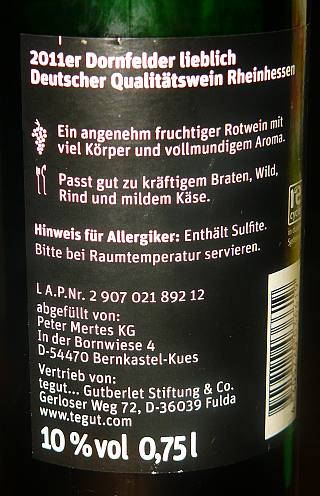 2011er Dornfelder lieblich
Deutscher Qualitätswein Rheinhessen
Ein angenehm fruchtiger Rotwein mit
viel Körper und vollmundigem Aroma.
Passt gut zu kräftigem Braten, Wild,
Rind und mildem Käse.
Hinweis für Allergiker: Enthält Sulfite.
Bitte bei Raumtemperatur servieren.
L A.P.Nr. 2 907 021 892 12
abgefüllt von:
Peter Mertes KG
In der Bornwiese 4
D-54470 Bernkastel-Kues
Vertrieb von:
tegut... Gutberlet Stiftung & Co.
Gerloser Weg 72, D-36039 Fulda
www.tegut.com
10 % vol 0,75 l